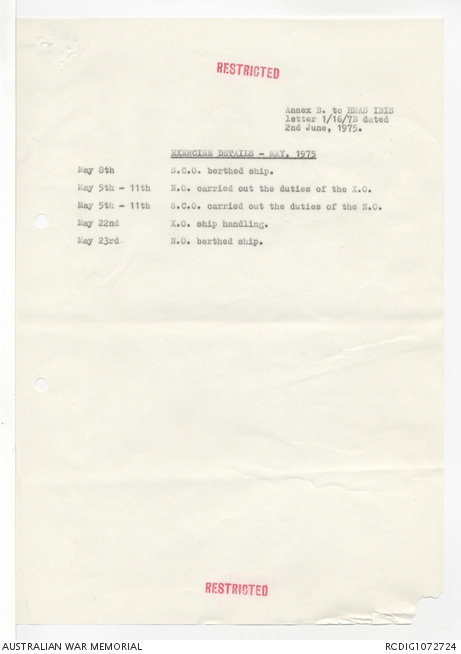 RESTRICTED
Annex B. to HMAS IBIS
letter 1/16/7B dated
2nd June, 1975.
EXERCISE DETAILS - MAY, 1975
May 8th S.C.O. berthed ship.
May 5th - 11th N.O. carried out the duties of the X.O.
May 5th - 11th S.C.O. carried out the duties of the N.O.
May 22nd X.O. ship handling.
May 23rd N.O. berthed ship.
RESTRICTED
AUSTRALIAN WAR MEMORIAL RCDIG1072724